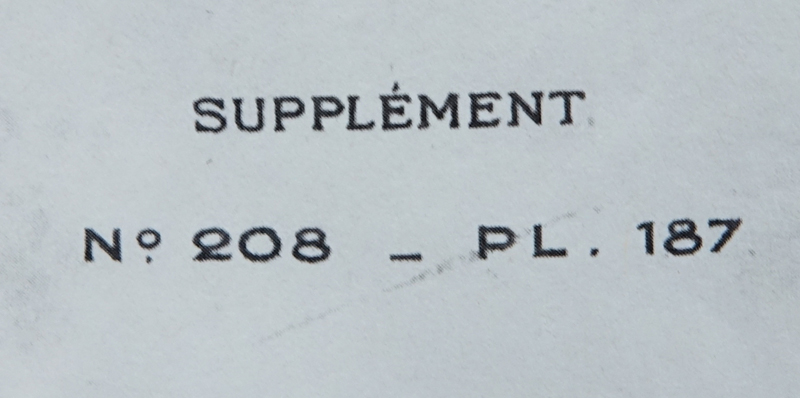 SUPPLÉMENT
Nº 208 _ PL. 187